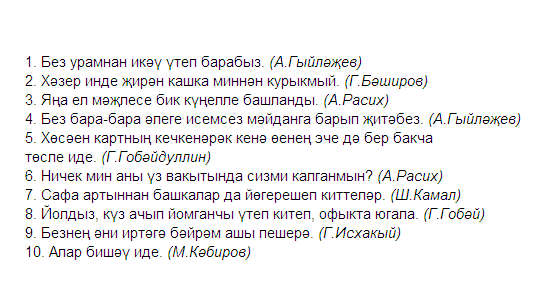 1. Без урамнан икәү үтеп барабыз. (А.Гыйләҗев)
2. Хәзер инде җирән кашка миннән курыкмый. (Г.Бәширов)
3. Яңа ел мәҗлесе бик күңелле башланды. (А.Расих)
4. Без бара-бара әлеге исемсез мәйданга барып җитәбез. (А.Гыйләҗев)
5. Хөсәен картның кечкенәрәк кенә өенең эче дә бер бакча
төсле иде. (Г.Гобәйдуллин)
6. Ничек мин аны үз вакытында сизми калганмын? (А.Расих)
7. Сафа артыннан башкалар да йөгерешеп киттеләр. (Ш.Камал)
8. Йолдыз, күз ачып йомганчы үтеп китеп, офыкта югала. (Г.Гобәй)
9. Безнең әни иртәгә бәйрәм ашы пешерә. (Г.Исхакый)
10. Алар бишәү иде. (М.Кәбиров)